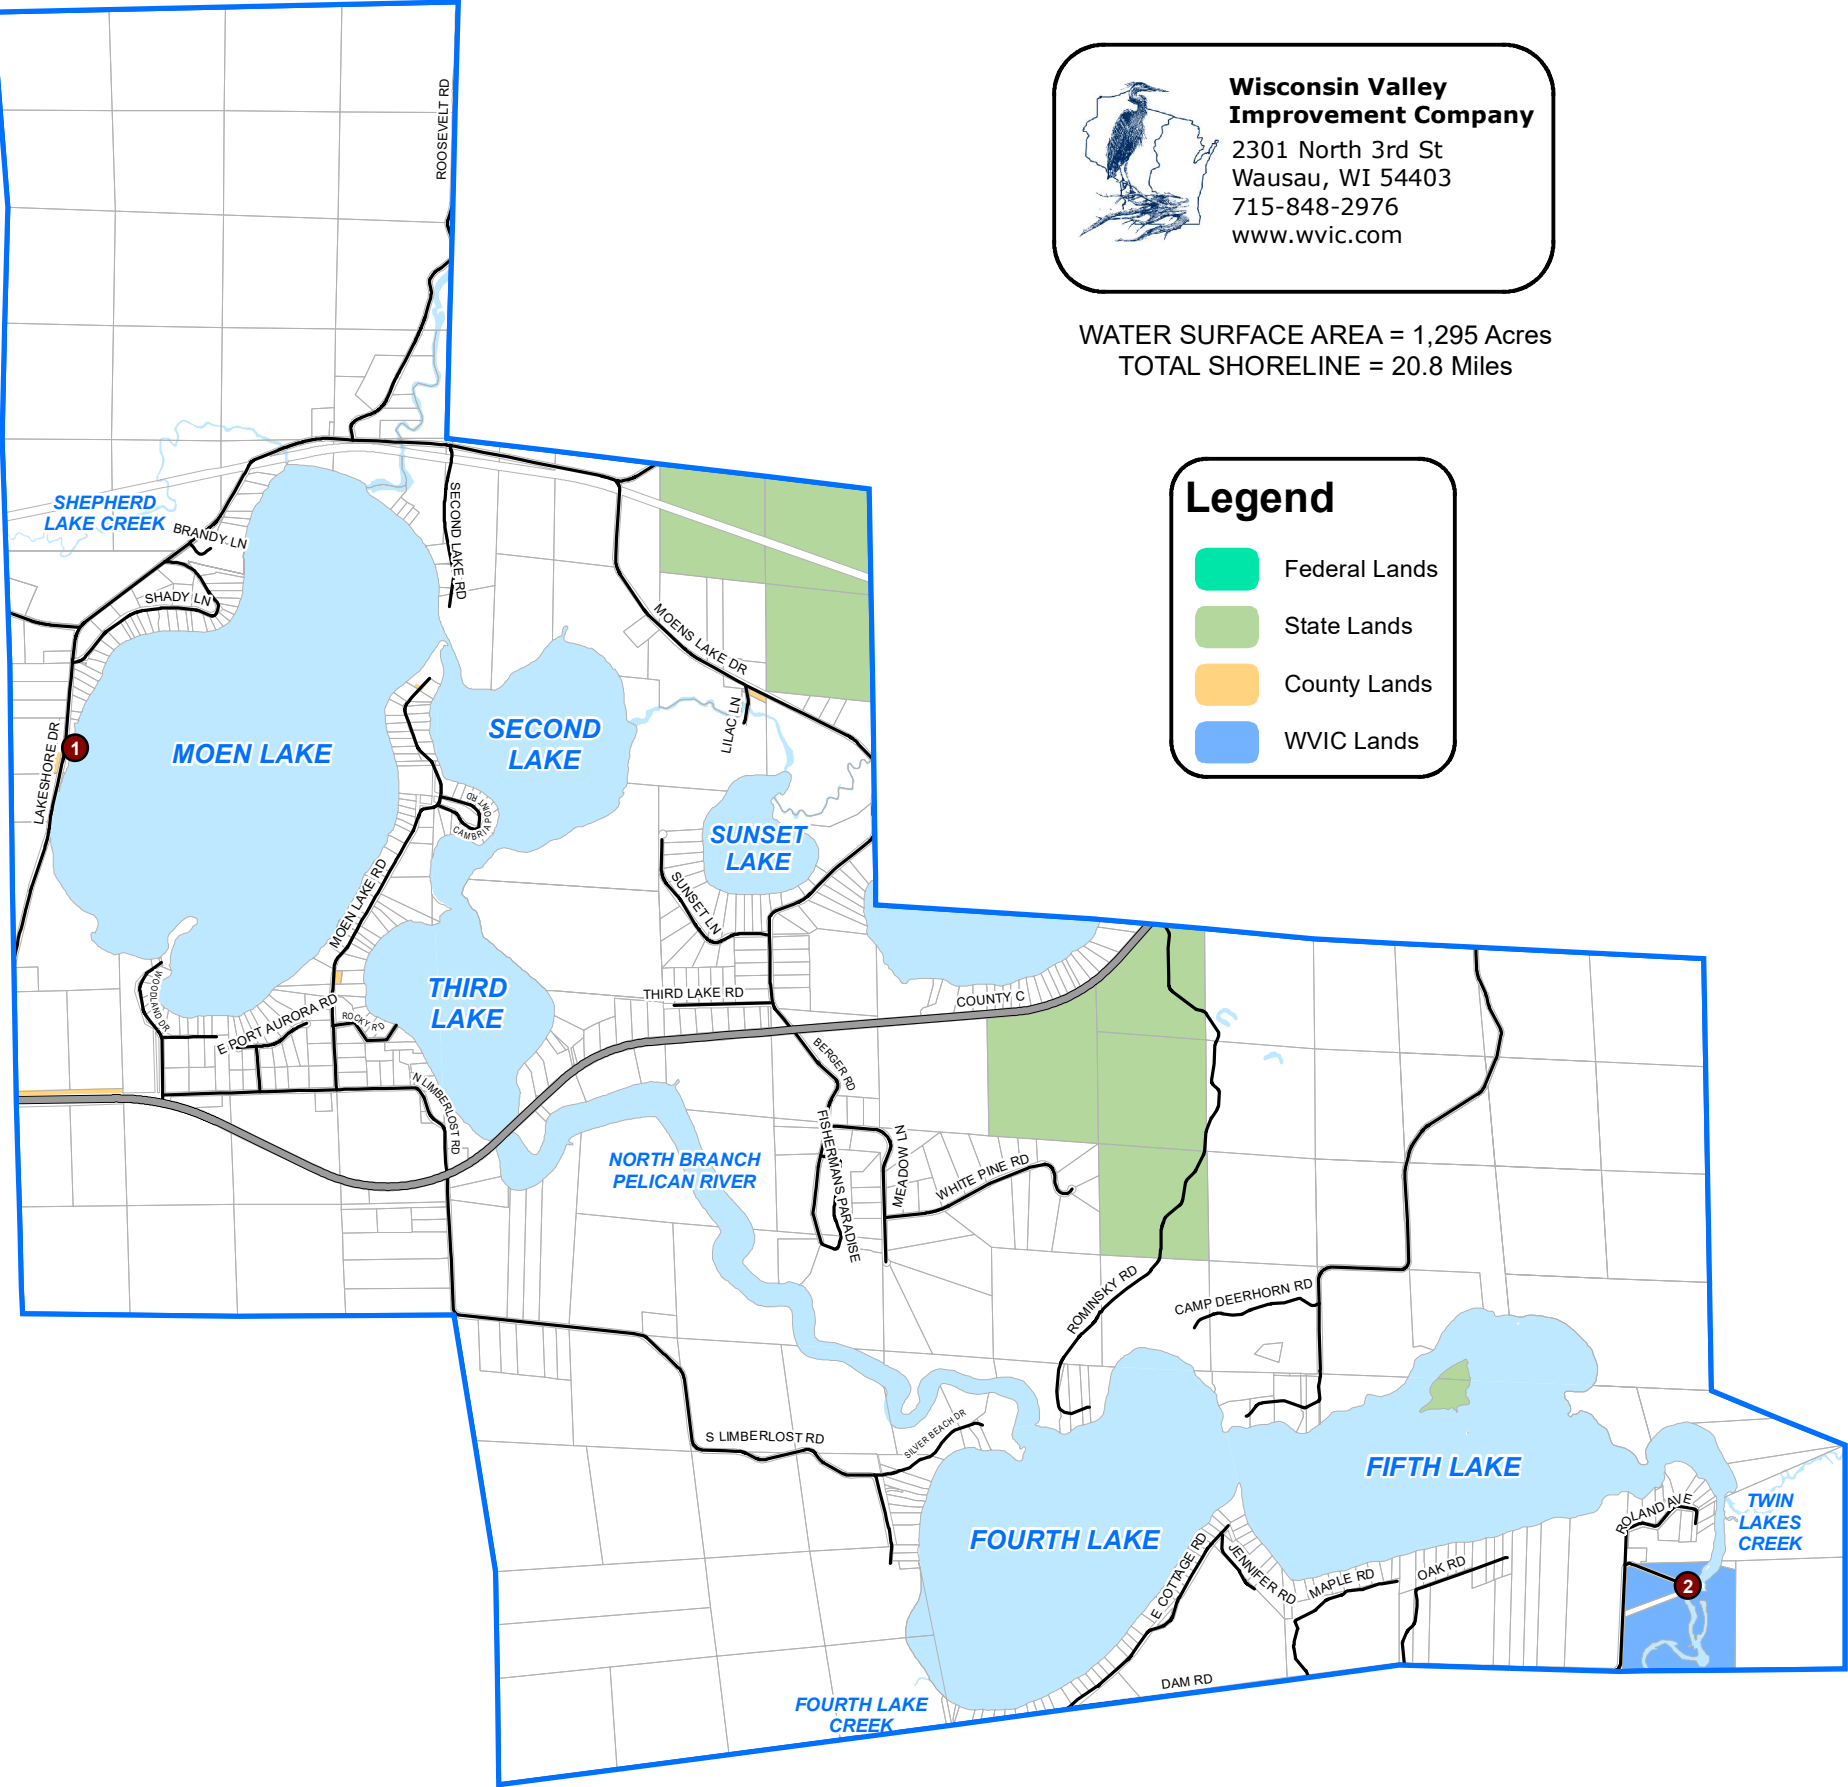 Wisconsin Valley
Improvement Company
2301 North 3rd St
Wausau, WI 54403
715-848-2976
www.wvic.com
WATER SURFACE AREA = 1,295 Acres
TOTAL SHORELINE = 20.8 Miles
Legend
Federal Lands
State Lands
County Lands
WVIC Lands
ROOSEVELT RD
SHEPHERD
LAKE CREEK
BRANDY LN
SHADY LN
SECOND LAKE RD
MOENS LAKE DR
LILAC LN
LAKESHORE DR
1
MOEN LAKE
SECOND
LAKE
CAMBRIA POINT RD
SUNSET
LAKE
SUNSET LN
MOEN LAKE RD
THIRD
LAKE
THIRD LAKE RD
COUNTY C
WOODLAND DR
E PORT AURORA RD
ROCKY RD
N LIMBERLOST RD
BERGER RD
FISHERMANS PARADISE
MEADOW LN
WHITE PINE RD
NORTH BRANCH
PELICAN RIVER
ROMINSKY RD
CAMP DEERHORN RD
S LIMBERLOST RD
SILVER BEACH DR
FIFTH LAKE
FOURTH LAKE
ROLAND AVE
TWIN
LAKES
CREEK
E COTTAGE RD
JENNIFER RD
MAPLE RD
OAK RD
2
DAM RD
FOURTH LAKE
CREEK